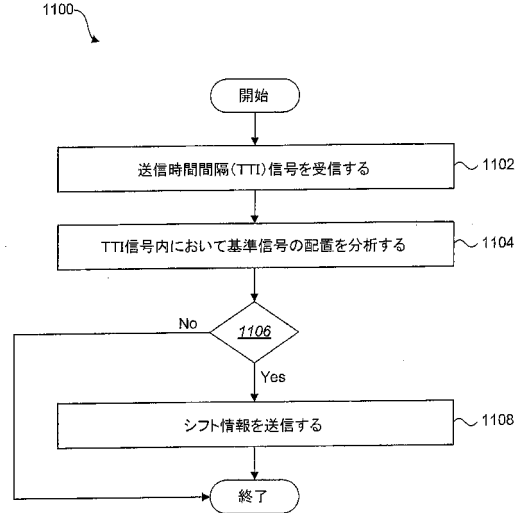 1100
開始
送信時間間隔(TTI)信号を受信する
1102
TTI信号内において基準信号の配置を分析する
1104
No
1106
Yes
シフト情報を送信する
1108
終了